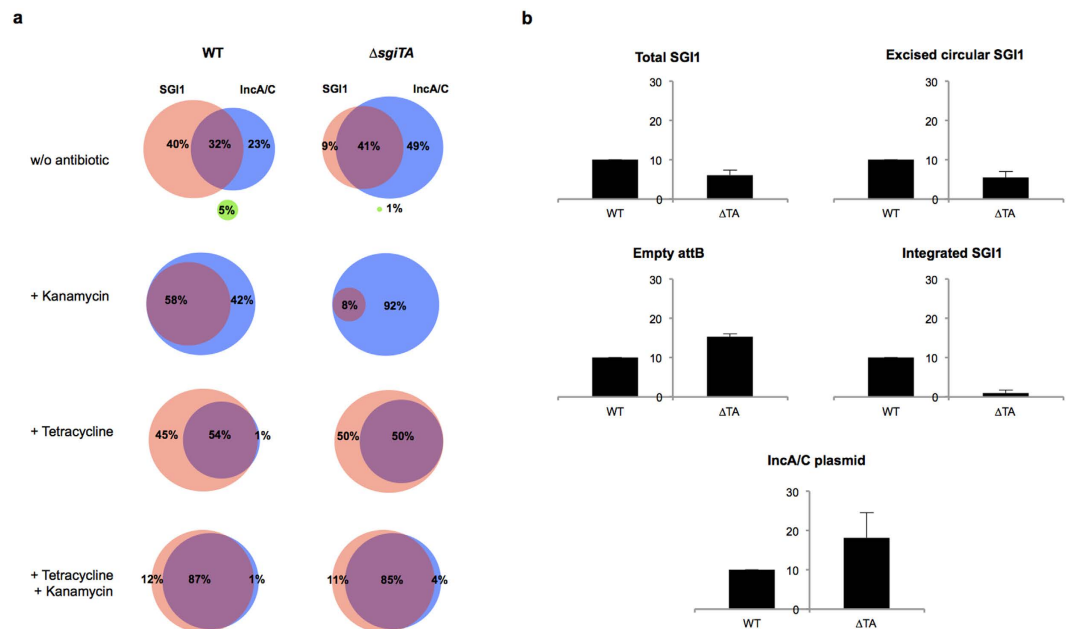 a
WT
ΔsgiTA
SGI1
IncA/C
SGI1
IncA/C
w/o antibiotic
40%
32%
23%
9%
41%
49%
5%
1%
+ Kanamycin
58%
42%
8%
92%
+ Tetracycline
45%
54%
1%
50%
50%
+ Tetracycline
+ Kanamycin
12%
87%
1%
11%
85%
4%
b
Total SGI1
30
20
10
0
WT
ΔTA
Excised circular SGI1
30
20
10
0
WT
ΔTA
Empty attB
30
20
10
0
WT
ΔTA
Integrated SGI1
30
20
10
0
WT
ΔTA
IncA/C plasmid
30
20
10
0
WT
ΔTA